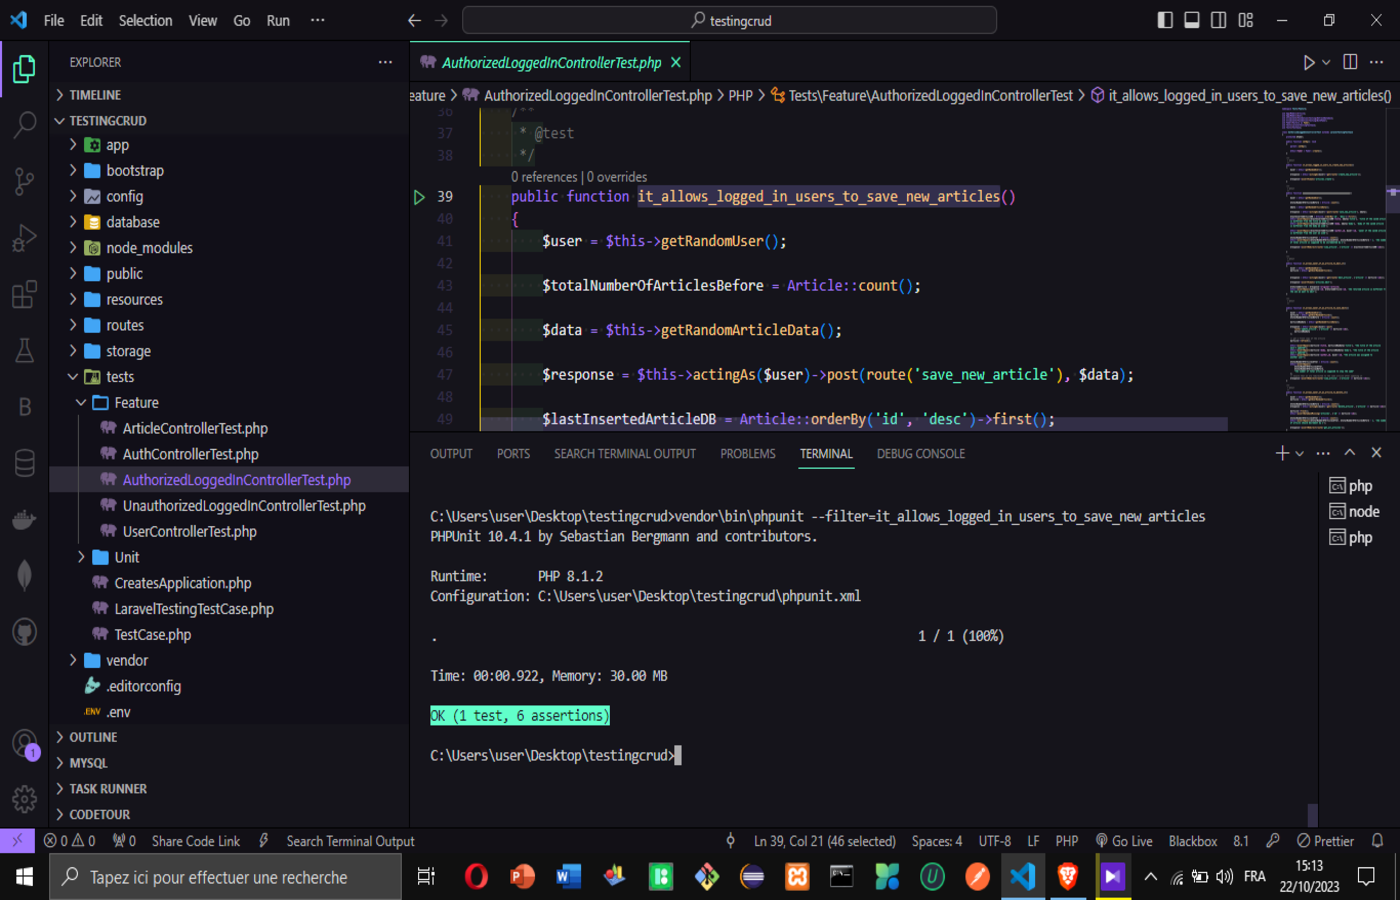 File Edit Selection View Go Run ···
testingcrud
EXPLORER
TIMELINE
TESTINGCRUD
app
bootstrap
config
database
node_modules
public
resources
routes
storage
tests
Feature
ArticleControllerTest.php
AuthControllerTest.php
AuthorizedLoggedInControllerTest.php
UnauthorizedLoggedInControllerTest.php
UserControllerTest.php
Unit
CreatesApplication.php
LaravelTestingTestCase.php
TestCase.php
vendor
.editorconfig
.ENV .env
OUTLINE
MYSQL
TASK RUNNER
CODETOUR
AuthorizedLoggedInControllerTest.php
eature > AuthorizedLoggedInControllerTest.php > PHP > Tests\Feature\AuthorizedLoggedInControllerTest > it_allows_logged_in_users_to_save_new_articles()
36 /**
37 * @test
38 */
0 references | 0 overrides
39 public function it_allows_logged_in_users_to_save_new_articles()
40 {
41 $user = $this->getRandomUser();
42
43 $totalNumberOfArticlesBefore = Article::count();
44
45 $data = $this->getRandomArticleData();
46
47 $response = $this->actingAs($user)->post(route('save_new_article'), $data);
48
49 $lastInsertedArticleDB = Article::orderBy('id', 'desc')->first();
OUTPUT PORTS SEARCH TERMINAL OUTPUT PROBLEMS TERMINAL DEBUG CONSOLE
C:\Users\user\Desktop\testingcrud>vendor\bin\phpunit --filter=it_allows_logged_in_users_to_save_new_articles
PHPUnit 10.4.1 by Sebastian Bergmann and contributors.
Runtime: PHP 8.1.2
Configuration: C:\Users\user\Desktop\testingcrud\phpunit.xml
. 1 / 1 (100%)
Time: 00:00.922, Memory: 30.00 MB
OK (1 test, 6 assertions)
C:\Users\user\Desktop\testingcrud>
php
node
php
1
0 0 0 Share Code Link Search Terminal Output Ln 39, Col 21 (46 selected) Spaces: 4 UTF-8 LF PHP Go Live Blackbox 8.1 Prettier
Tapez ici pour effectuer une recherche
FRA
15:13
22/10/2023